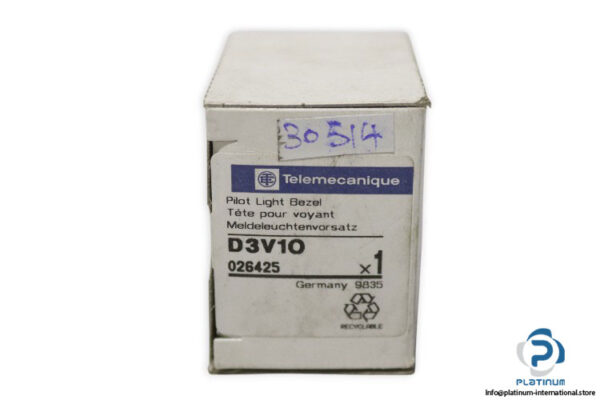 30514
Telemecanique
Pilot Light Bezel
Tête pour voyant
Meldeleuchtenvorsatz
D3V10
026425 x1
Germany 9835
RECYCLABLE
PLATINUM
Info@platinum-international.store